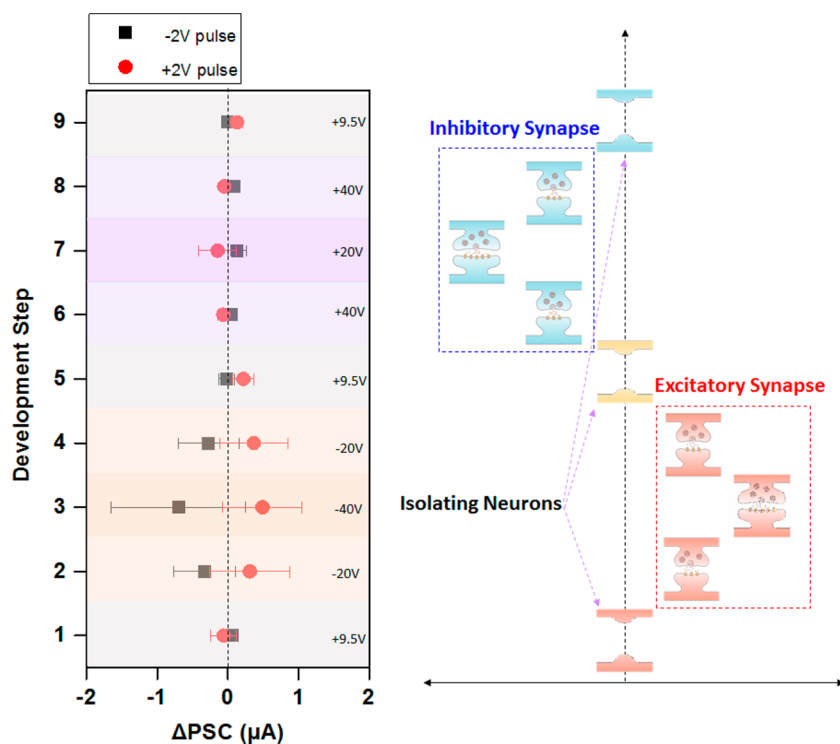 -2V pulse
+2V pulse
Development Step
9
8
7
6
5
4
3
2
1
+9.5V
+40V
+20V
+40V
+9.5V
-20V
-40V
-20V
+9.5V
-2
-1
0
1
2
ΔPSC (μA)
Inhibitory Synapse
Excitatory Synapse
Isolating Neurons